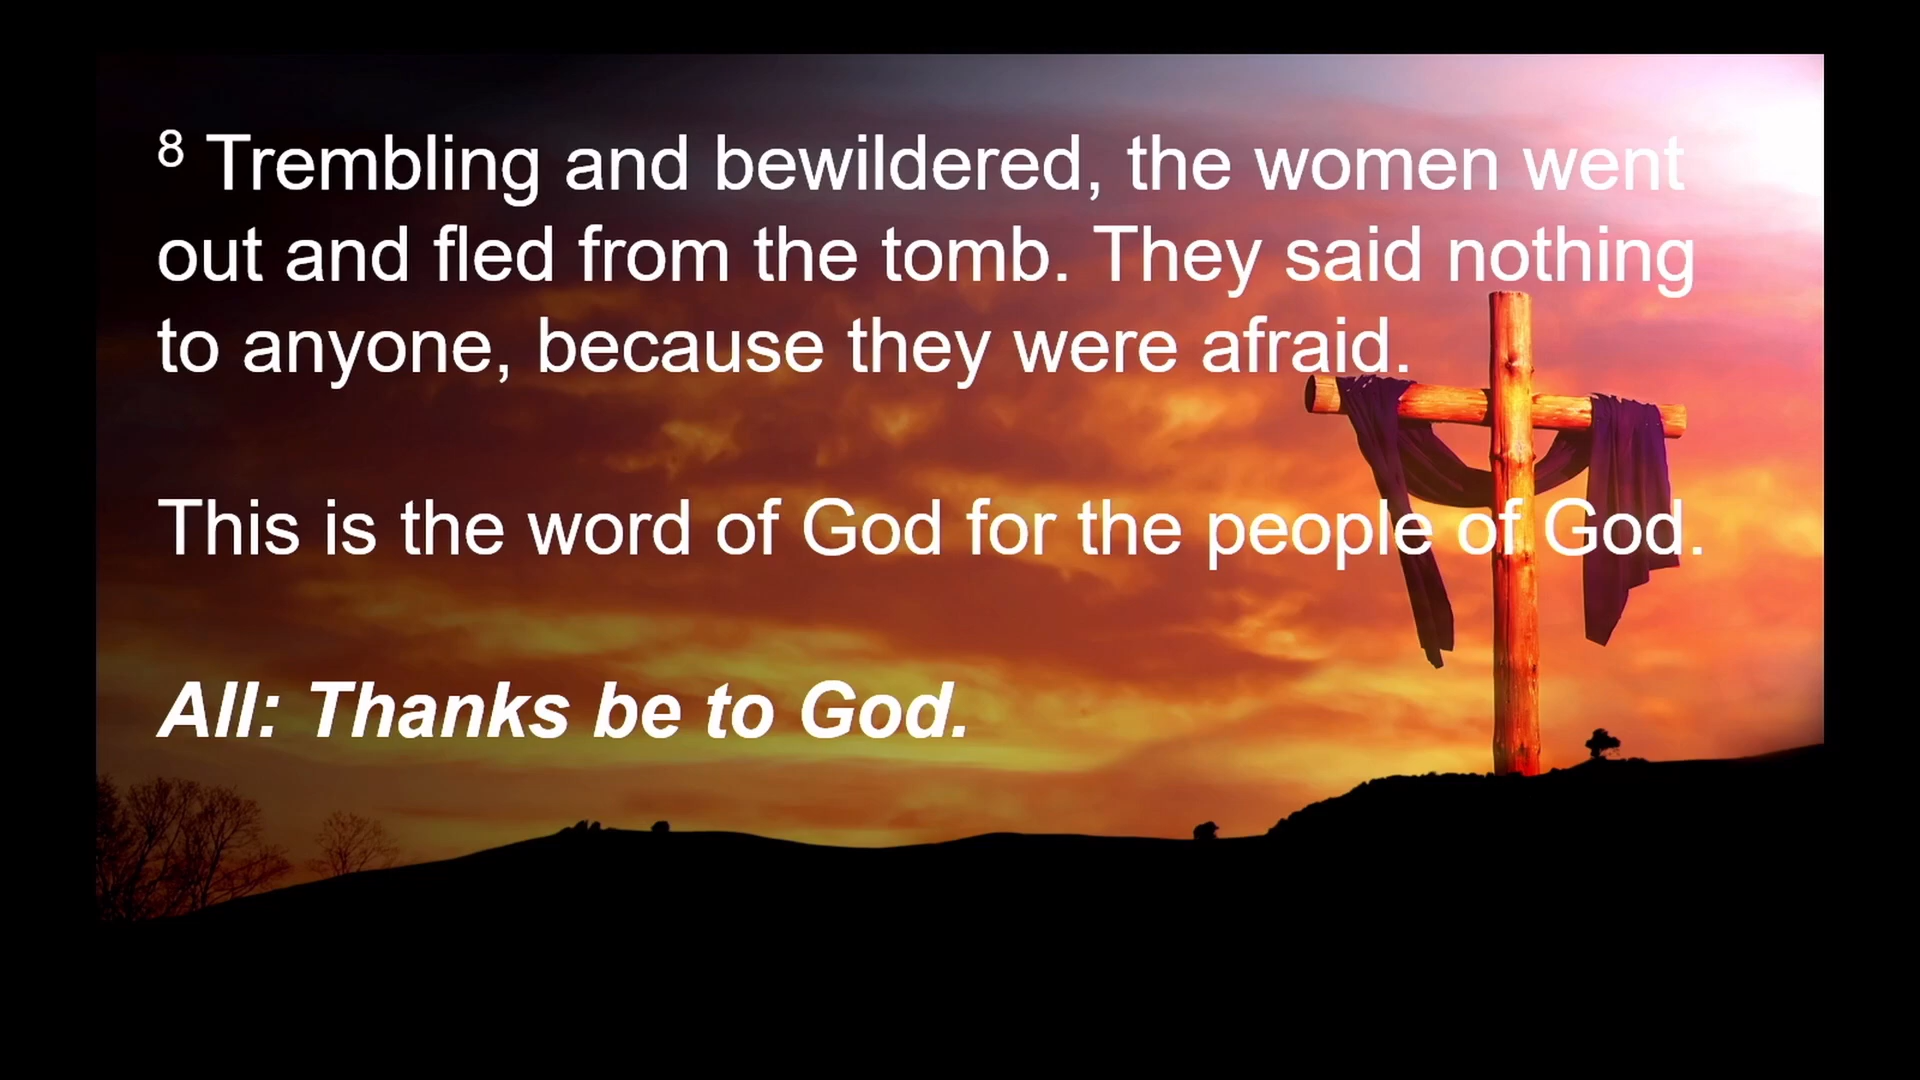 8 Trembling and bewildered, the women went
out and fled from the tomb. They said nothing
to anyone, because they were afraid.
This is the word of God for the people of God.
All: Thanks be to God.